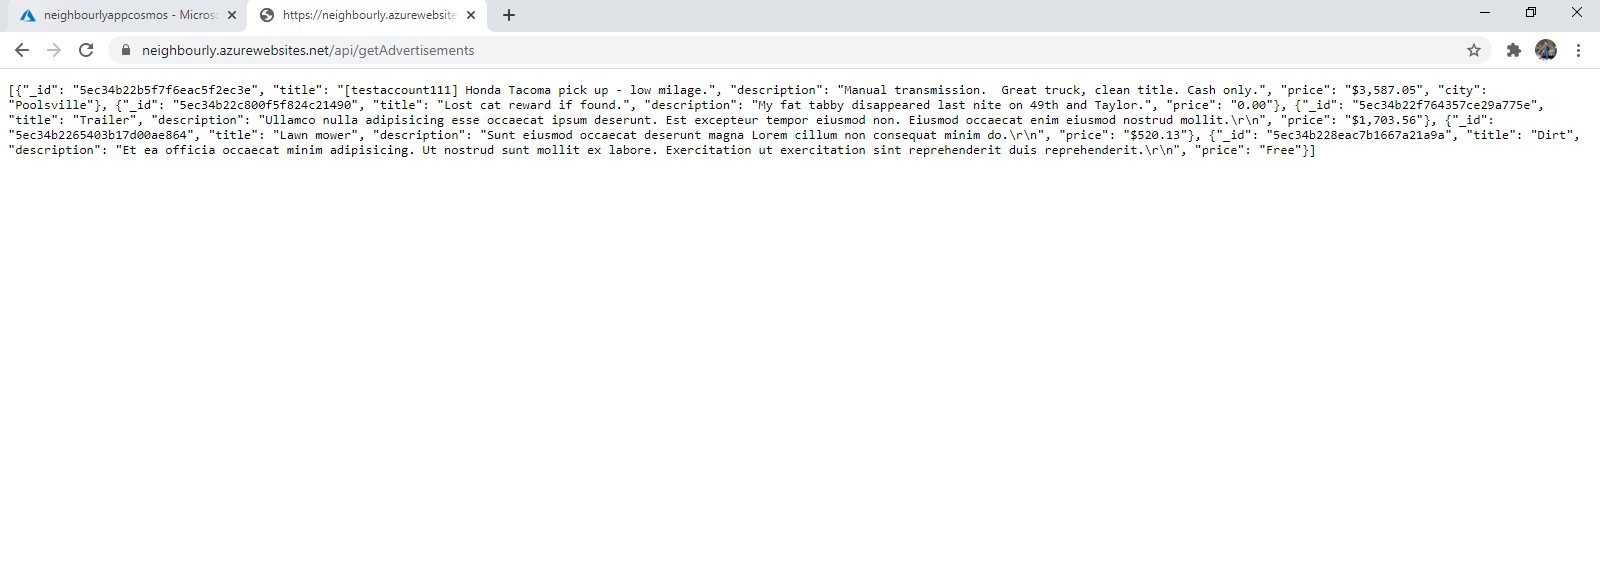 neighbourlyappcosmos - Micros
https://neighbourly.azurewebsite
neighbourly.azurewebsites.net/api/getAdvertisements
[{"_id": "5ec34b22b5f7f6eac5f2ec3e", "title": "[testaccount111] Honda Tacoma pick up - low milage.", "description": "Manual transmission.  Great truck, clean title. Cash only.", "price": "$3,587.05", "city":
"Poolsville"}, {"_id": "5ec34b22c800f5f824c21490", "title": "Lost cat reward if found.", "description": "My fat tabby disappeared last nite on 49th and Taylor.", "price": "0.00"}, {"_id": "5ec34b22f764357ce29a775e",
"title": "Trailer", "description": "Ullamco nulla adipisicing esse occaecat ipsum deserunt. Est excepteur tempor eiusmod non. Eiusmod occaecat enim eiusmod nostrud mollit.\r\n", "price": "$1,703.56"}, {"_id":
"5ec34b2265403b17d00ae864", "title": "Lawn mower", "description": "Sunt eiusmod occaecat deserunt magna Lorem cillum non consequat minim do.\r\n", "price": "$520.13"}, {"_id": "5ec34b228eac7b1667a21a9a", "title": "Dirt",
"description": "Et ea officia occaecat minim adipisicing. Ut nostrud sunt mollit ex labore. Exercitation ut exercitation sint reprehenderit duis reprehenderit.\r\n", "price": "Free"}]